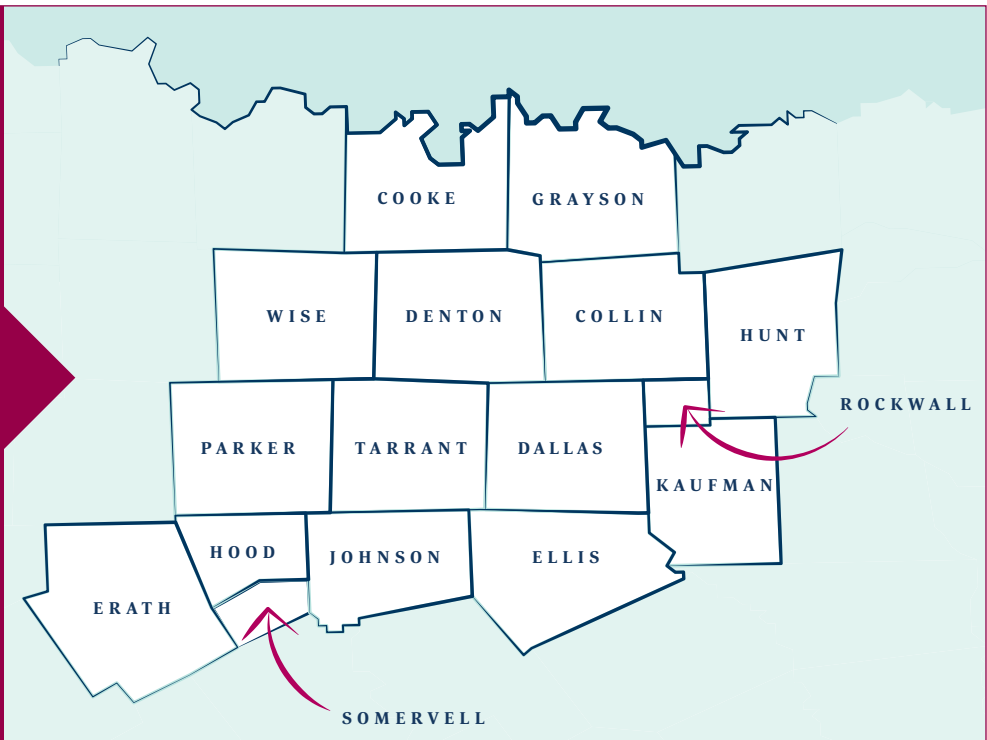 COOKE
GRAYSON
WISE
DENTON
COLLIN
HUNT
ROCKWALL
PARKER
TARRANT
DALLAS
KAUFMAN
HOOD
JOHNSON
ELLIS
ERATH
SOMERVELL